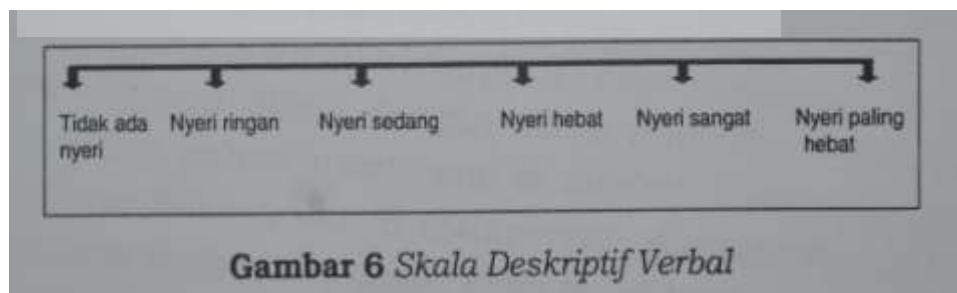 Tidak ada Nyeri ringan Nyeri sedang Nyeri hebat Nyeri sangat Nyeri paling
nyeri hebat
Gambar 6 Skala Deskriptif Verbal